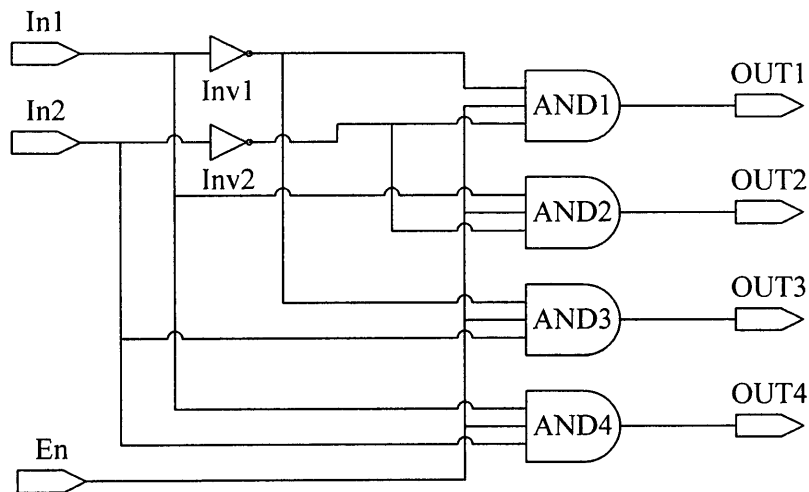 In1
Inv1
In2
Inv2
En
AND1
AND2
AND3
AND4
OUT1
OUT2
OUT3
OUT4